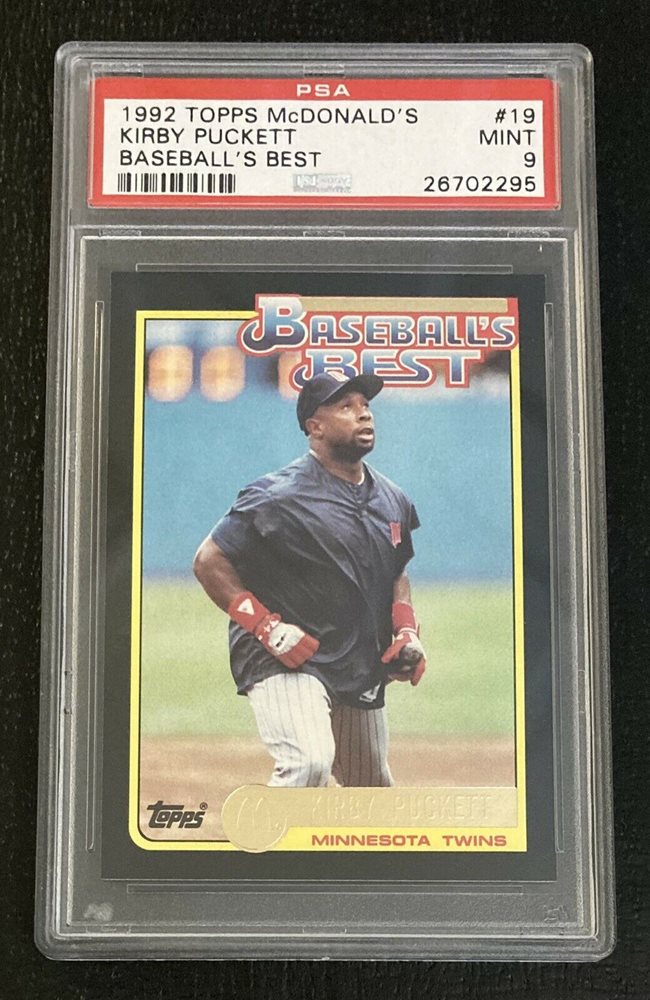 PSA
1992 TOPPS McDONALD'S #19
KIRBY PUCKETT MINT
BASEBALL'S BEST 9
26702295
BASEBALL'S
BEST
TOPPS®
KIRBY PUCKETT
MINNESOTA TWINS